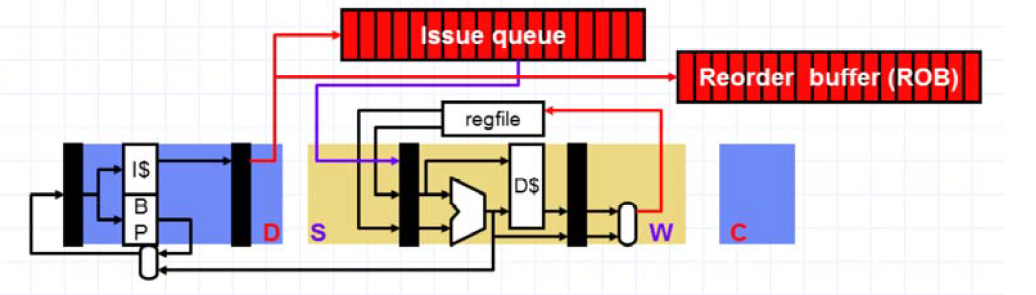 Issue queue
Reorder buffer (ROB)
regfile
I$
B
P
D
S
D$
W
C